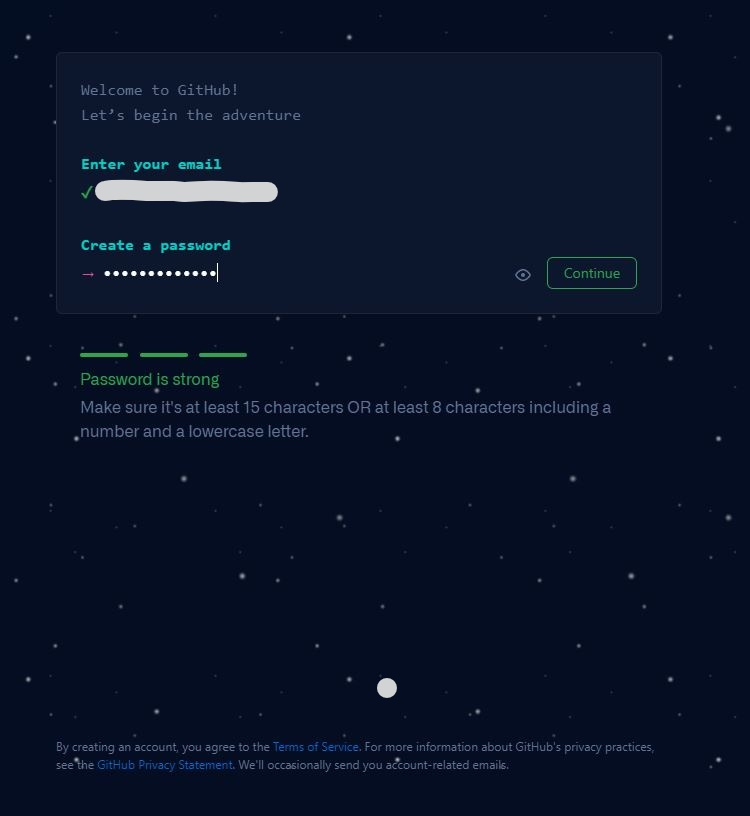 Welcome to GitHub!
Let’s begin the adventure
Enter your email
✓
Create a password
→ •••••••••••••
Continue
Password is strong
Make sure it's at least 15 characters OR at least 8 characters including a
number and a lowercase letter.
By creating an account, you agree to the Terms of Service. For more information about GitHub's privacy practices,
see the GitHub Privacy Statement. We'll occasionally send you account-related emails.